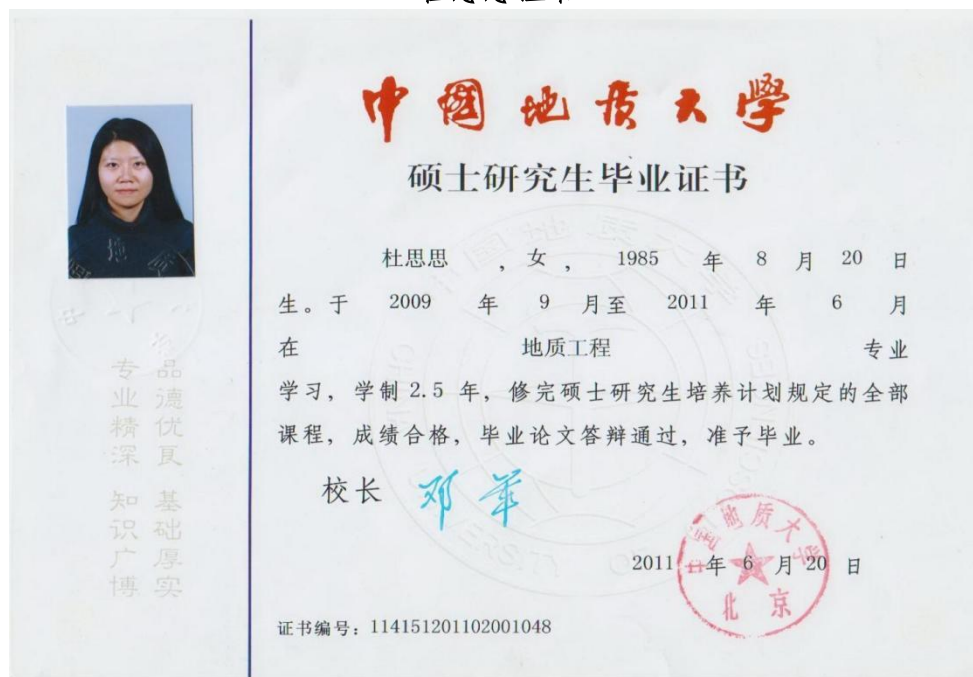 中國地质大學
硕士研究生毕业证书
杜思思 ，女， 1985 年 8 月 20 日
生。于 2009 年 9 月至 2011 年 6 月
在 地质工程 专业
学习，学制 2.5 年，修完硕士研究生培养计划规定的全部
课程，成绩合格，毕业论文答辩通过，准予毕业。
校长 邓军
2011 年 6 月 20 日
中国地质大学
北京
证书编号：114151201102001048
品德优良 基础厚实
专业精深 知识广博